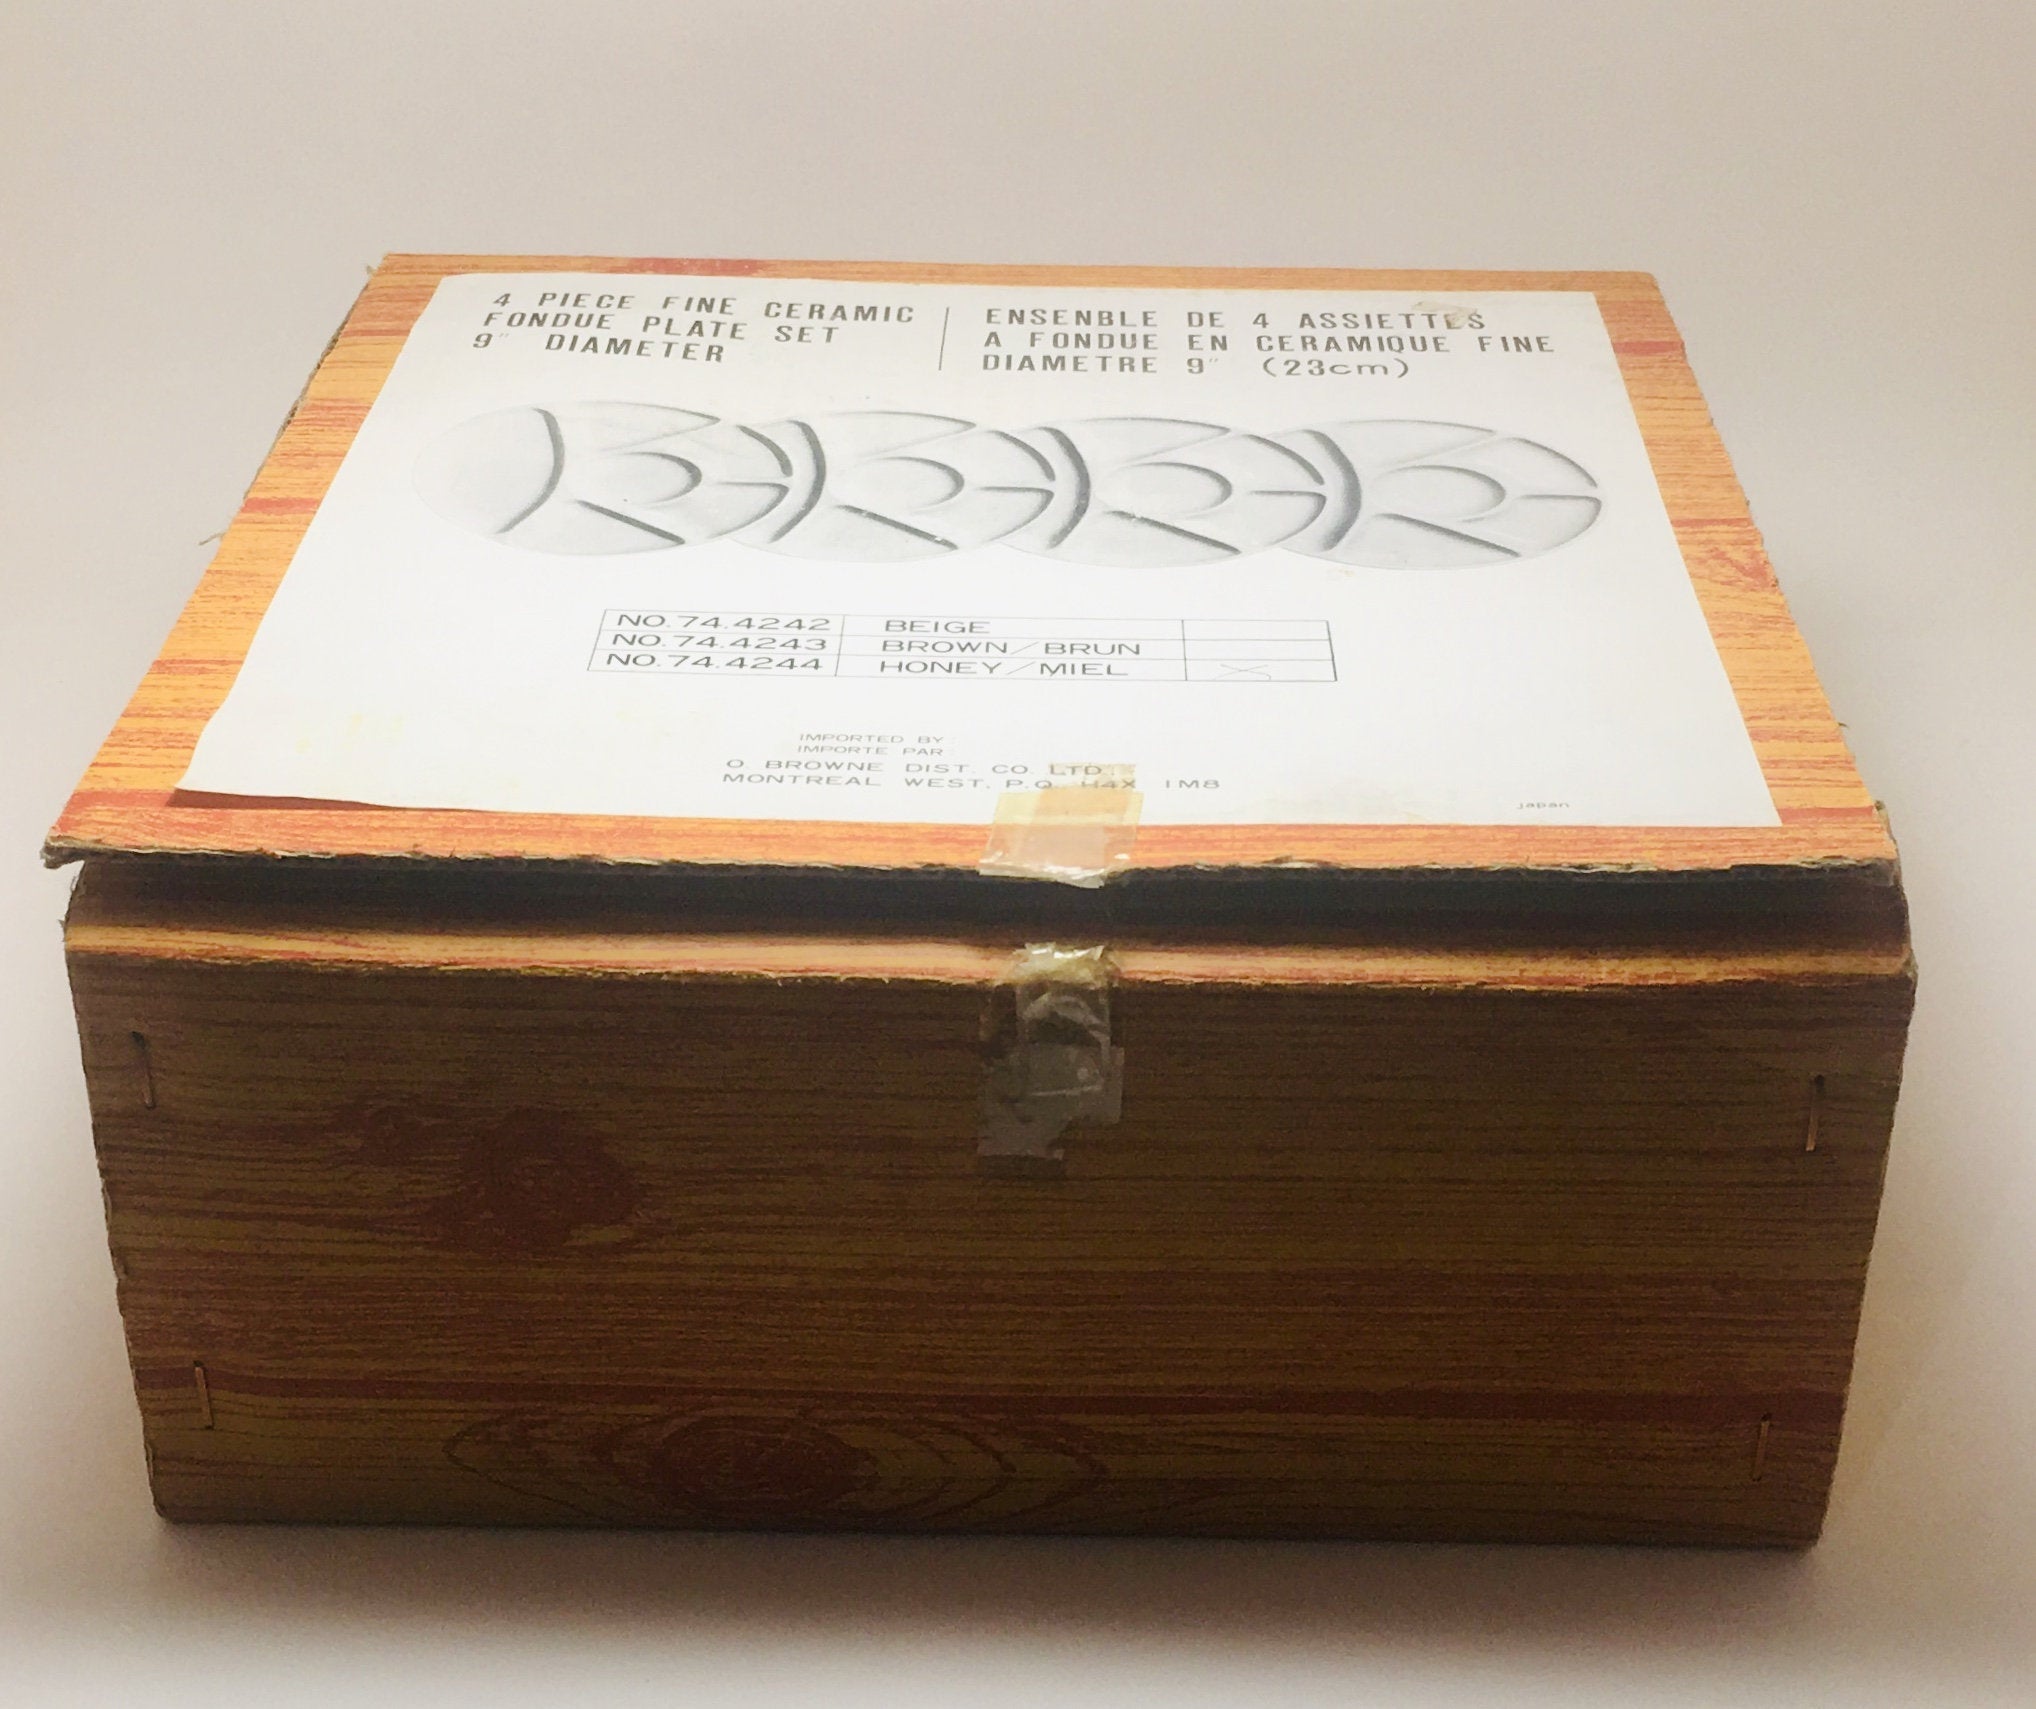 4 PIECE FINE CERAMIC
FONDUE PLATE SET
9" DIAMETER
ENSENBLE DE 4 ASSIETTES
A FONDUE EN CERAMIQUE FINE
DIAMETRE 9" (23cm)
NO. 74.4242 BEIGE
NO. 74.4243 BROWN/BRUN
NO. 74.4244 HONEY/MIEL X
IMPORTED BY:
IMPORTE PAR:
O. BROWNE DIST. CO. LTD.
MONTREAL WEST, P.Q. H4X 1M8
japan